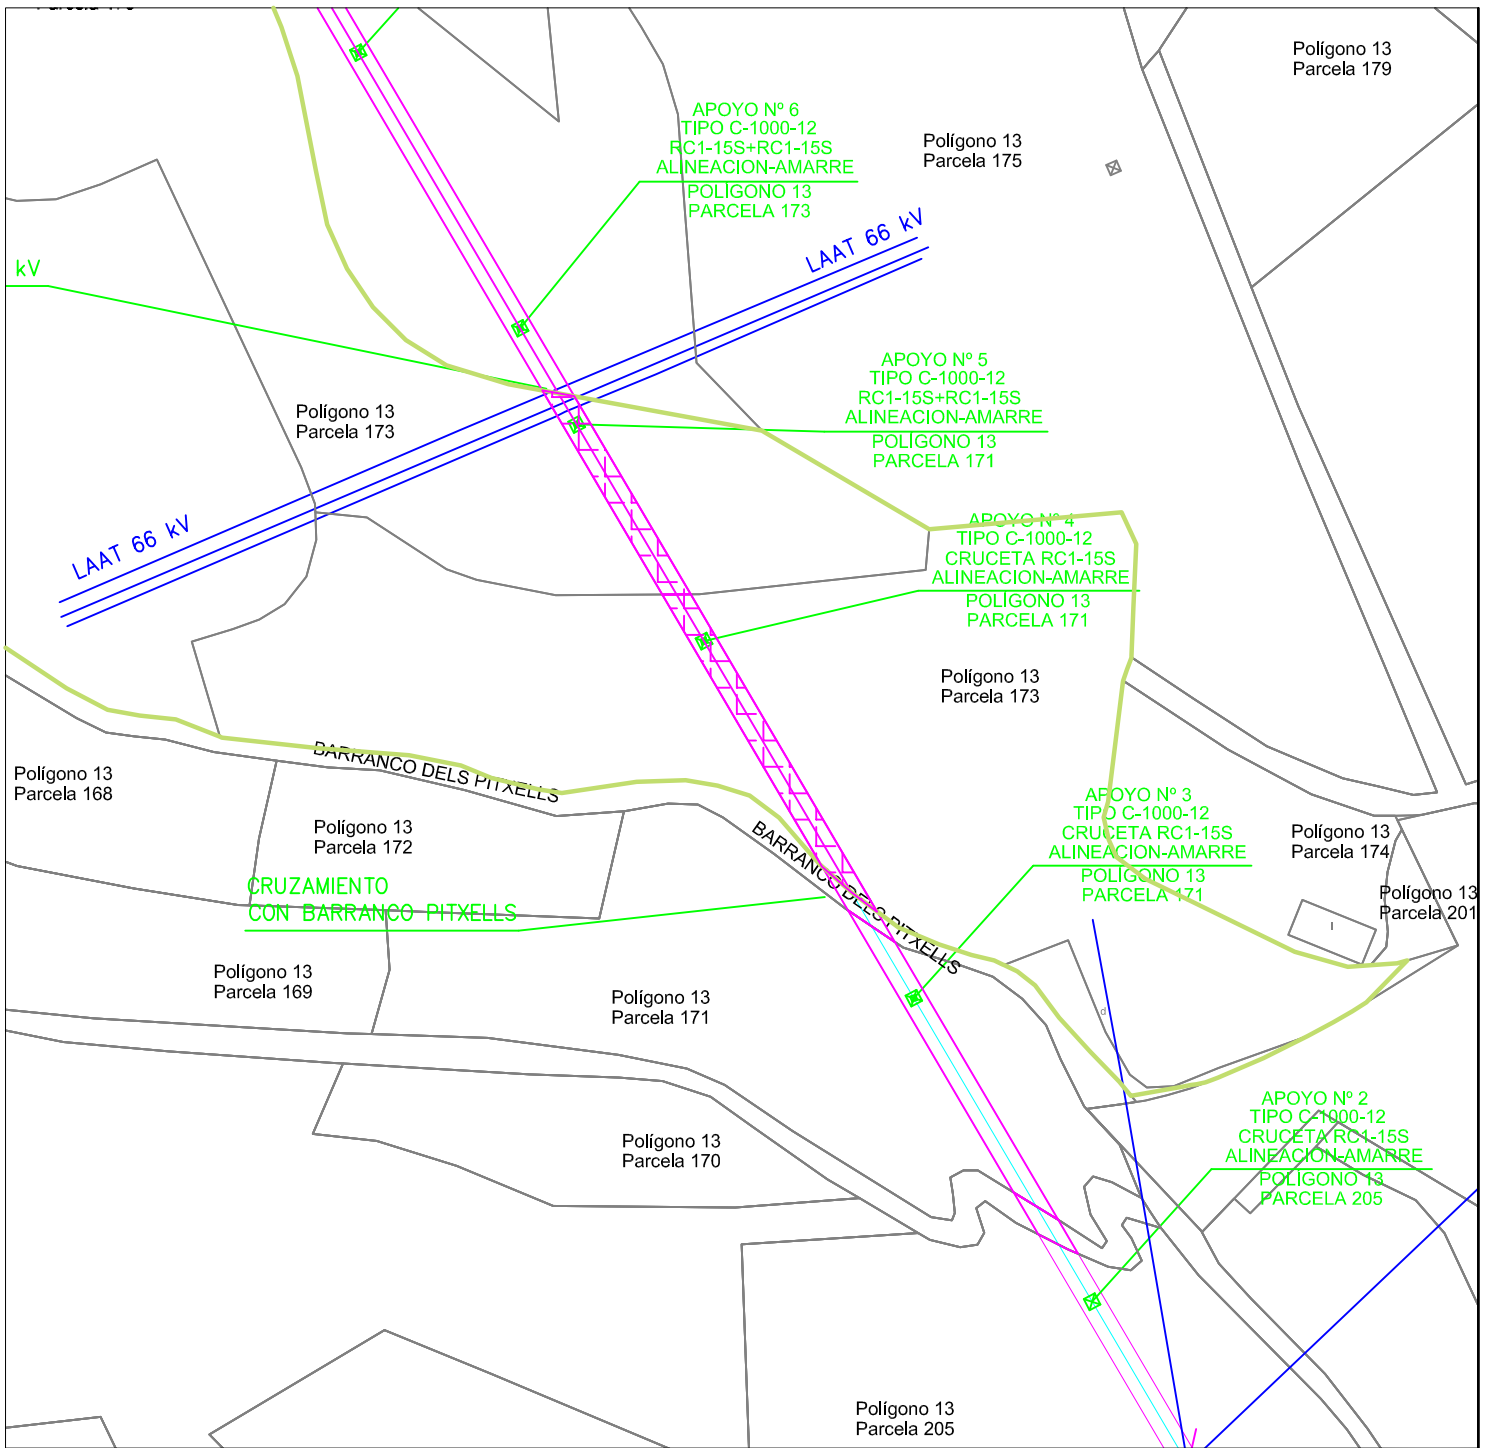 Polígono 13
Parcela 179
APOYO Nº 6
TIPO C-1000-12
RC1-15S+RC1-15S
ALINEACION-AMARRE
POLÍGONO 13
PARCELA 173
Polígono 13
Parcela 175
LAAT 66 kV
kV
APOYO Nº 5
TIPO C-1000-12
RC1-15S+RC1-15S
ALINEACION-AMARRE
POLÍGONO 13
PARCELA 171
Polígono 13
Parcela 173
LAAT 66 kV
APOYO Nº 4
TIPO C-1000-12
CRUCETA RC1-15S
ALINEACION-AMARRE
POLÍGONO 13
PARCELA 171
Polígono 13
Parcela 173
BARRANCO DELS PITXELLS
Polígono 13
Parcela 168
Polígono 13
Parcela 172
BARRANCO DELS PITXELLS
APOYO Nº 3
TIPO C-1000-12
CRUCETA RC1-15S
ALINEACION-AMARRE
POLÍGONO 13
PARCELA 171
Polígono 13
Parcela 174
Polígono 13
Parcela 201
I
CRUZAMIENTO
CON BARRANCO PITXELLS
Polígono 13
Parcela 169
Polígono 13
Parcela 171
d
APOYO Nº 2
TIPO C-1000-12
CRUCETA RC1-15S
ALINEACION-AMARRE
POLÍGONO 13
PARCELA 205
Polígono 13
Parcela 170
Polígono 13
Parcela 205